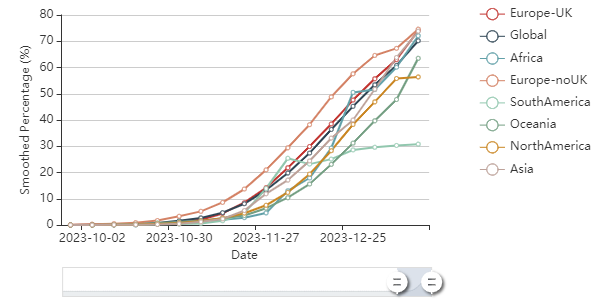 Smoothed Percentage (%)
80
70
60
50
40
30
20
10
0
2023-10-02
2023-10-30
2023-11-27
2023-12-25
Date
Europe-UK
Global
Africa
Europe-noUK
SouthAmerica
Oceania
NorthAmerica
Asia